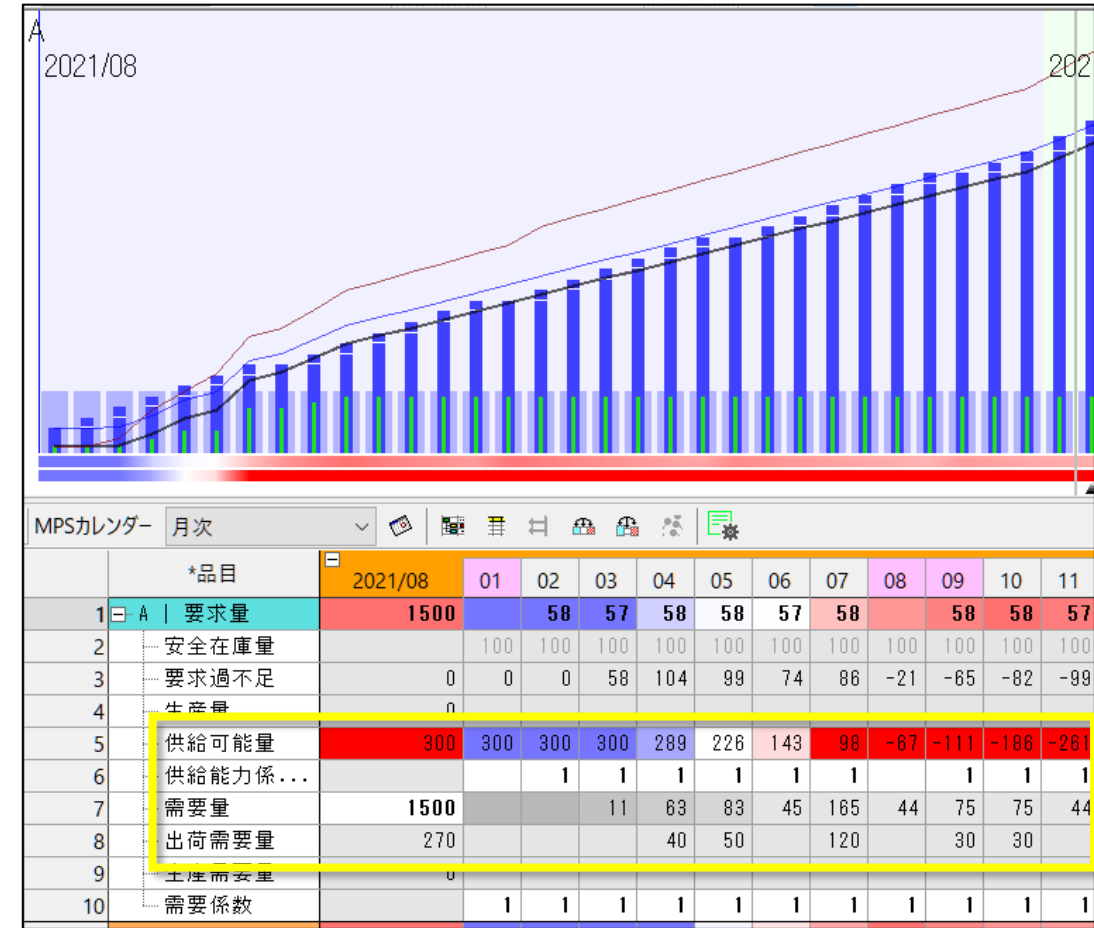 A
2021/08
202
MPSカレンダー 月次
*品目 2021/08 01 02 03 04 05 06 07 08 09 10 11
1 A | 要求量 1500 58 57 58 58 57 58 58 58 57
2 安全在庫量 100 100 100 100 100 100 100 100 100 100 100
3 要求過不足 0 0 0 58 104 99 74 86 -21 -65 -82 -99
4 生産量 0
5 供給可能量 300 300 300 300 289 226 143 98 -67 -111 -186 -261
6 供給能力係... 1 1 1 1 1 1 1 1 1
7 需要量 1500 11 63 83 45 165 44 75 75 44
8 出荷需要量 270 40 50 120 30 30
9 生産需要量 0
10 需要係数 1 1 1 1 1 1 1 1 1 1 1